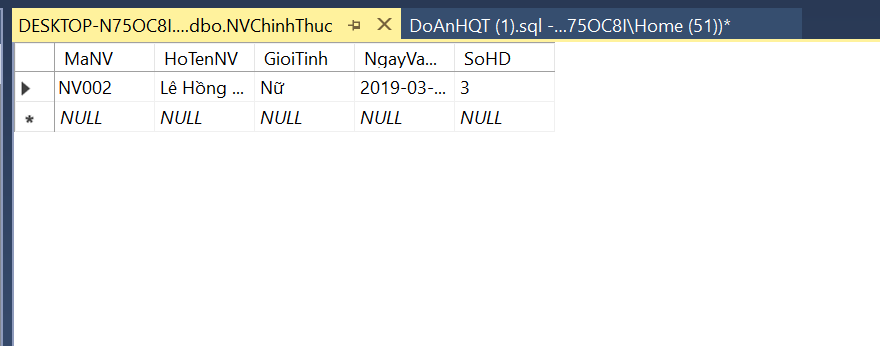 DESKTOP-N75OC8I....dbo.NVChinhThuc DoAnHQT (1).sql -...75OC8I\Home (51))*
MaNV HoTenNV GioiTinh NgayVa... SoHD
NV002 Lê Hồng ... Nữ 2019-03-... 3
* NULL NULL NULL NULL NULL